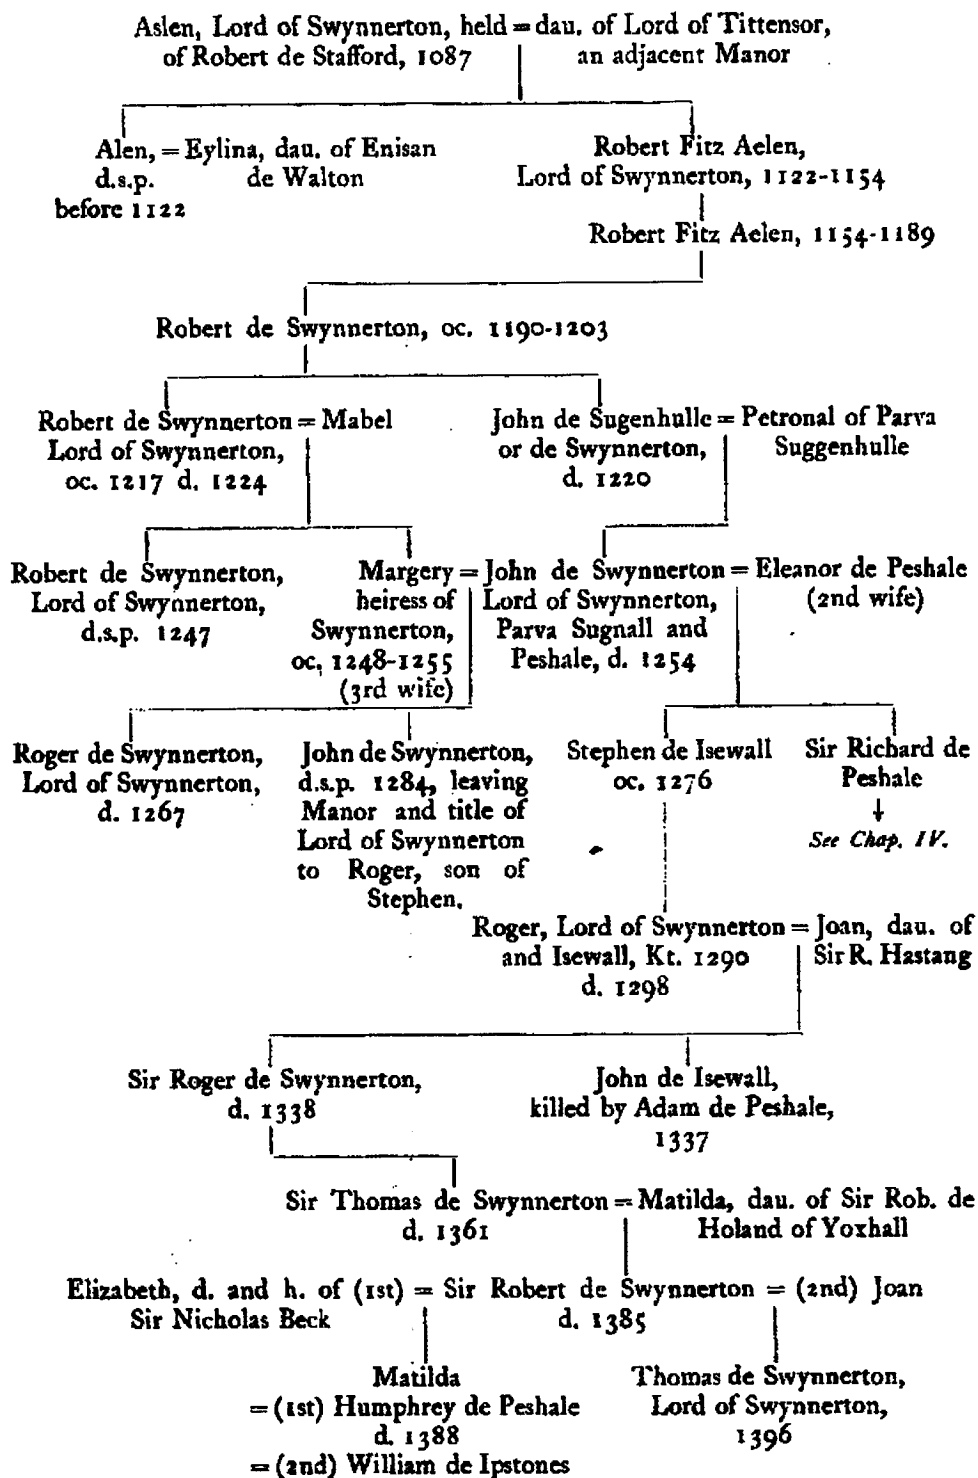 Aslen, Lord of Swynnerton, held = dau. of Lord of Tittensor,
of Robert de Stafford, 1087 an adjacent Manor
Alen, = Eylina, dau. of Enisan
d.s.p. de Walton
before 1122
Robert Fitz Aelen,
Lord of Swynnerton, 1122-1154
Robert Fitz Aelen, 1154-1189
Robert de Swynnerton, oc. 1190-1203
Robert de Swynnerton = Mabel
Lord of Swynnerton,
oc. 1217 d. 1224
John de Sugenhulle = Petronal of Parva
or de Swynnerton, Suggenhulle
d. 1220
Robert de Swynnerton,
Lord of Swynnerton,
d.s.p. 1247
Margery = John de Swynnerton = Eleanor de Peshale
heiress of Lord of Swynnerton, (2nd wife)
Swynnerton, Parva Sugnall and
oc. 1248-1255 Peshale, d. 1254
(3rd wife)
Roger de Swynnerton,
Lord of Swynnerton,
d. 1267
John de Swynnerton,
d.s.p. 1284, leaving
Manor and title of
Lord of Swynnerton
to Roger, son of
Stephen.
Stephen de Isewall
oc. 1276
Sir Richard de
Peshale
See Chap. IV.
Roger, Lord of Swynnerton = Joan, dau. of
and Isewall, Kt. 1290 Sir R. Hastang
d. 1298
Sir Roger de Swynnerton,
d. 1338
John de Isewall,
killed by Adam de Peshale,
1337
Sir Thomas de Swynnerton = Matilda, dau. of Sir Rob. de
d. 1361 Holand of Yoxhall
Elizabeth, d. and h. of (1st) = Sir Robert de Swynnerton = (2nd) Joan
Sir Nicholas Beck d. 1385
Matilda
= (1st) Humphrey de Peshale
d. 1388
= (2nd) William de Ipstones
Thomas de Swynnerton,
Lord of Swynnerton,
1396